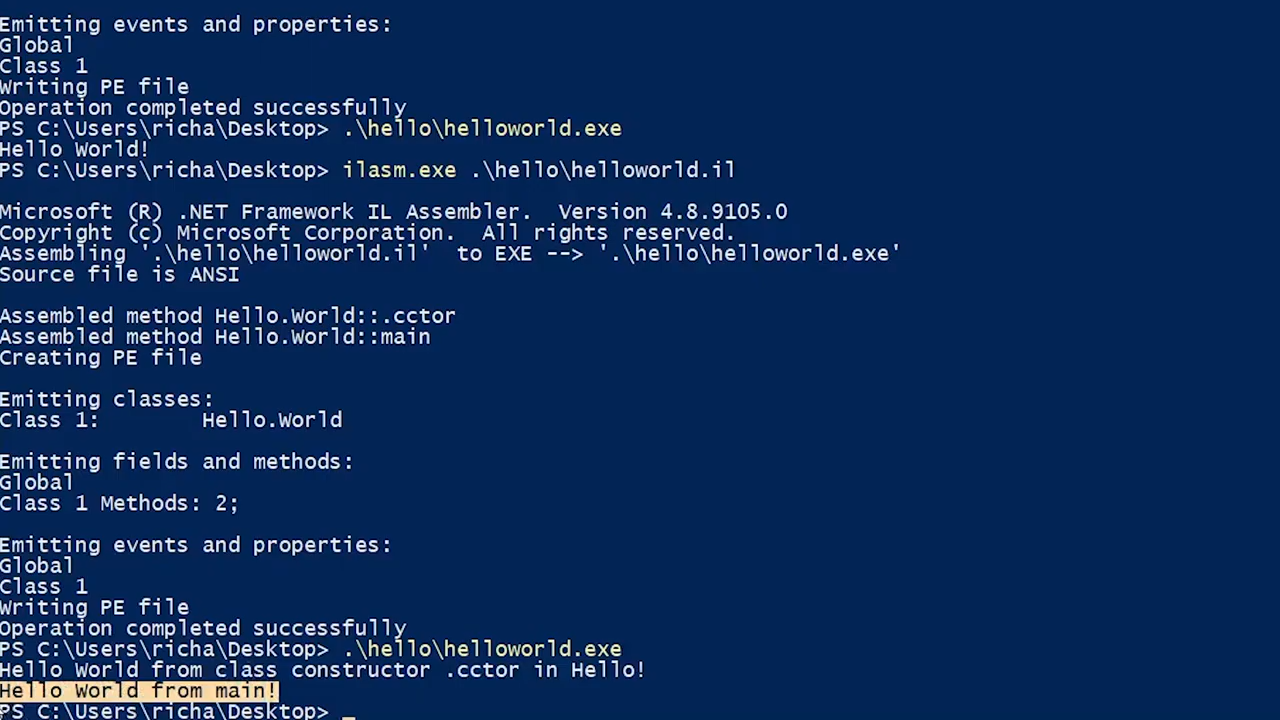 Emitting events and properties:
Global
Class 1
Writing PE file
Operation completed successfully
PS C:\Users\richa\Desktop> .\hello\helloworld.exe
Hello World!
PS C:\Users\richa\Desktop> ilasm.exe .\hello\helloworld.il
Microsoft (R) .NET Framework IL Assembler.  Version 4.8.9105.0
Copyright (c) Microsoft Corporation.  All rights reserved.
Assembling '.\hello\helloworld.il'  to EXE --> '.\hello\helloworld.exe'
Source file is ANSI
Assembled method Hello.World::.cctor
Assembled method Hello.World::main
Creating PE file
Emitting classes:
Class 1:        Hello.World
Emitting fields and methods:
Global
Class 1 Methods: 2;
Emitting events and properties:
Global
Class 1
Writing PE file
Operation completed successfully
PS C:\Users\richa\Desktop> .\hello\helloworld.exe
Hello World from class constructor .cctor in Hello!
Hello World from main!
PS C:\Users\richa\Desktop> _